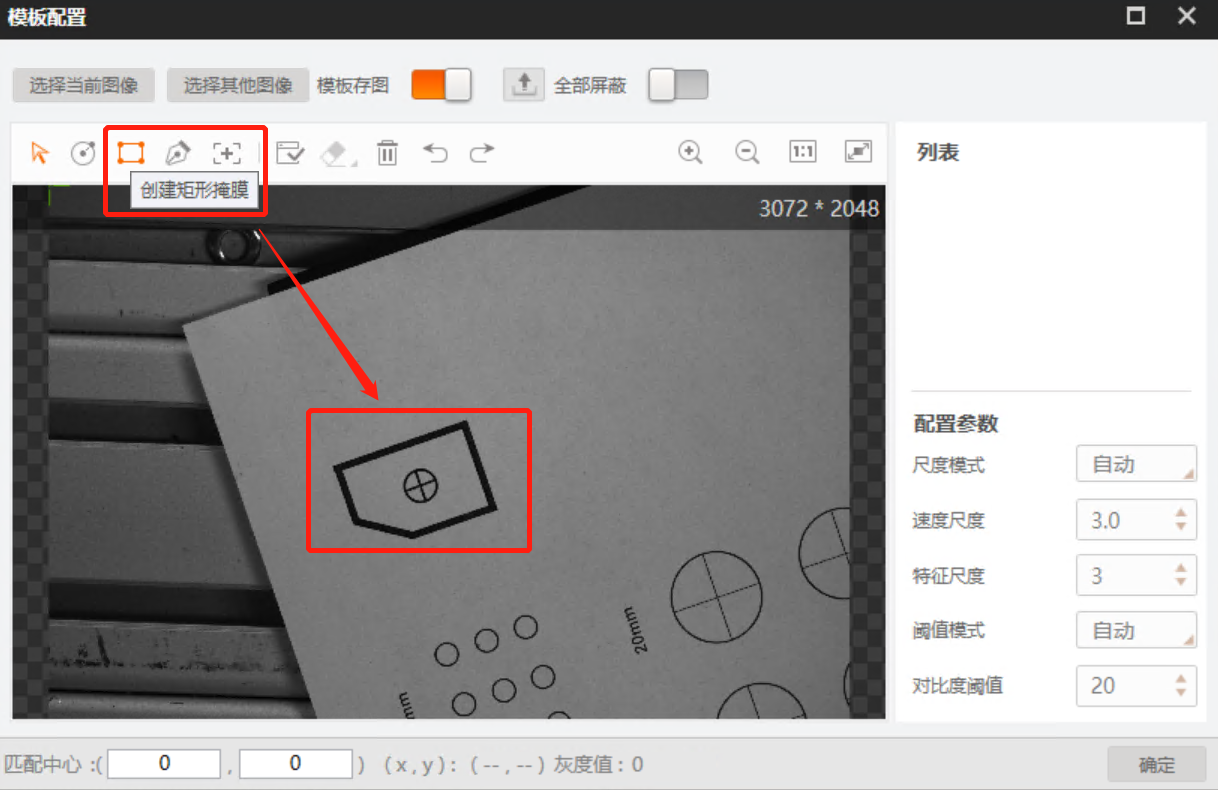 模板配置
选择当前图像 选择其他图像 模板存图 全部屏蔽
1:1
创建矩形掩膜
列表
3072 * 2048
20mm
mm
配置参数
尺度模式 自动
速度尺度 3.0
特征尺度 3
阈值模式 自动
对比度阈值 20
匹配中心 :( 0 , 0 ) (x,y): (--,--) 灰度值 : 0
确定